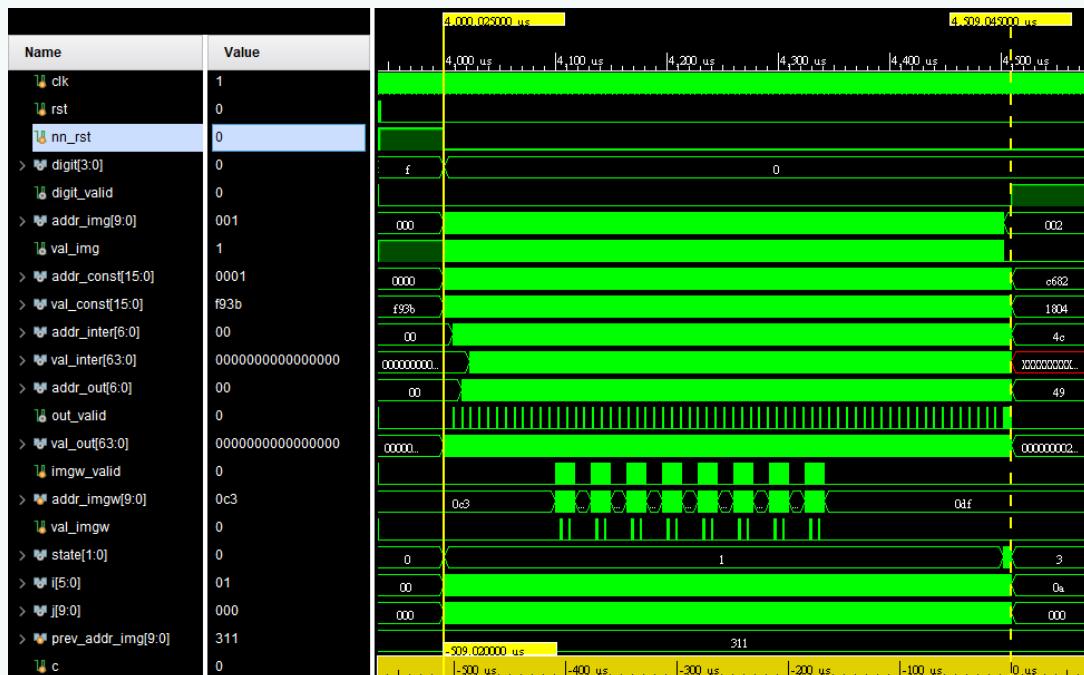 4,000.025000 us 4,509.045000 us
Name Value
4,000 us 4,100 us 4,200 us 4,300 us 4,400 us 4,500 us
clk 1
rst 0
nn_rst 0
digit[3:0] 0 f 0
digit_valid 0
addr_img[9:0] 001 000 002
val_img 1
addr_const[15:0] 0001 0000 c682
val_const[15:0] f93b f93b 1804
addr_inter[6:0] 00 00 4c
val_inter[63:0] 0000000000000000 000000000... XXXXXXXXX...
addr_out[6:0] 00 00 49
out_valid 0
val_out[63:0] 0000000000000000 00000... 000000002...
imgw_valid 0
addr_imgw[9:0] 0c3 0c3 ... ... ... ... ... ... ... 0df
val_imgw 0
state[1:0] 0 0 1 3
i[5:0] 01 00 0a
j[9:0] 000 000 000
prev_addr_img[9:0] 311 311
-509.020000 us
c 0
-500 us -400 us -300 us -200 us -100 us 0 us